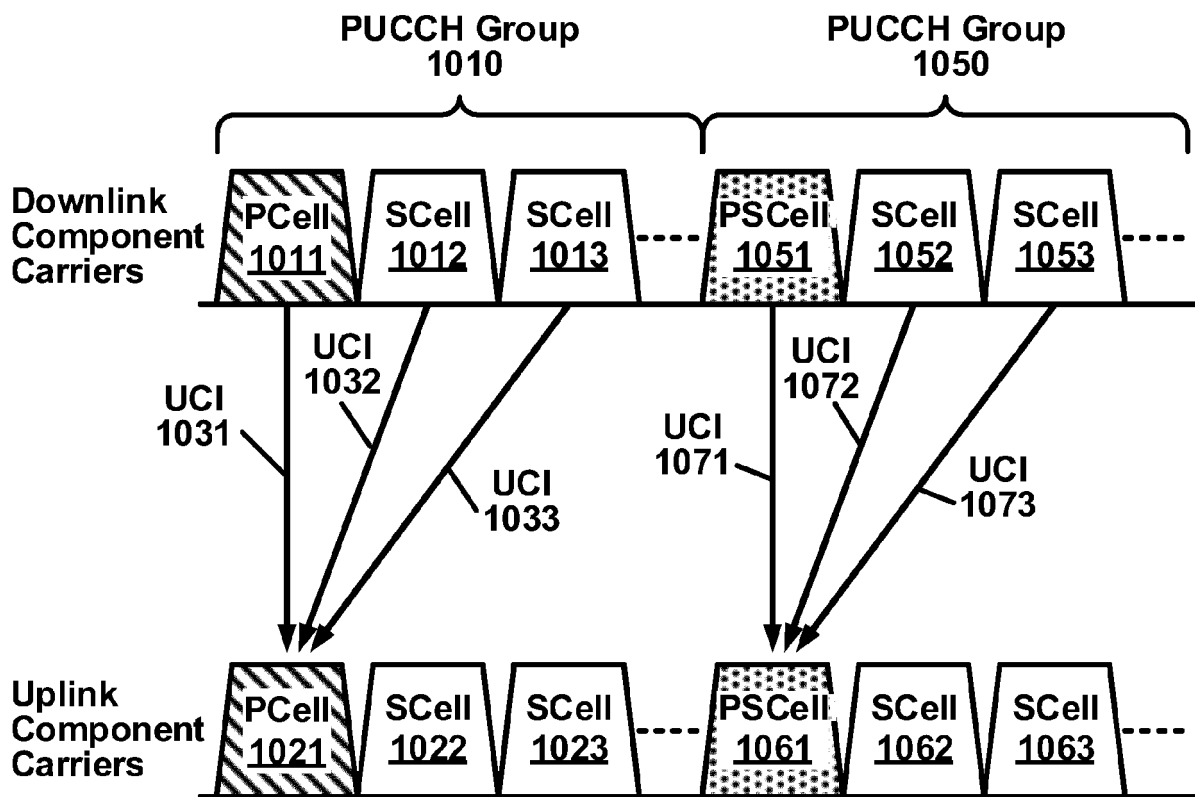 PUCCH Group
1010
PUCCH Group
1050
Downlink
Component
Carriers
PCell
1011
SCell
1012
SCell
1013
PSCell
1051
SCell
1052
SCell
1053
UCI
1031
UCI
1032
UCI
1033
UCI
1071
UCI
1072
UCI
1073
Uplink
Component
Carriers
PCell
1021
SCell
1022
SCell
1023
PSCell
1061
SCell
1062
SCell
1063